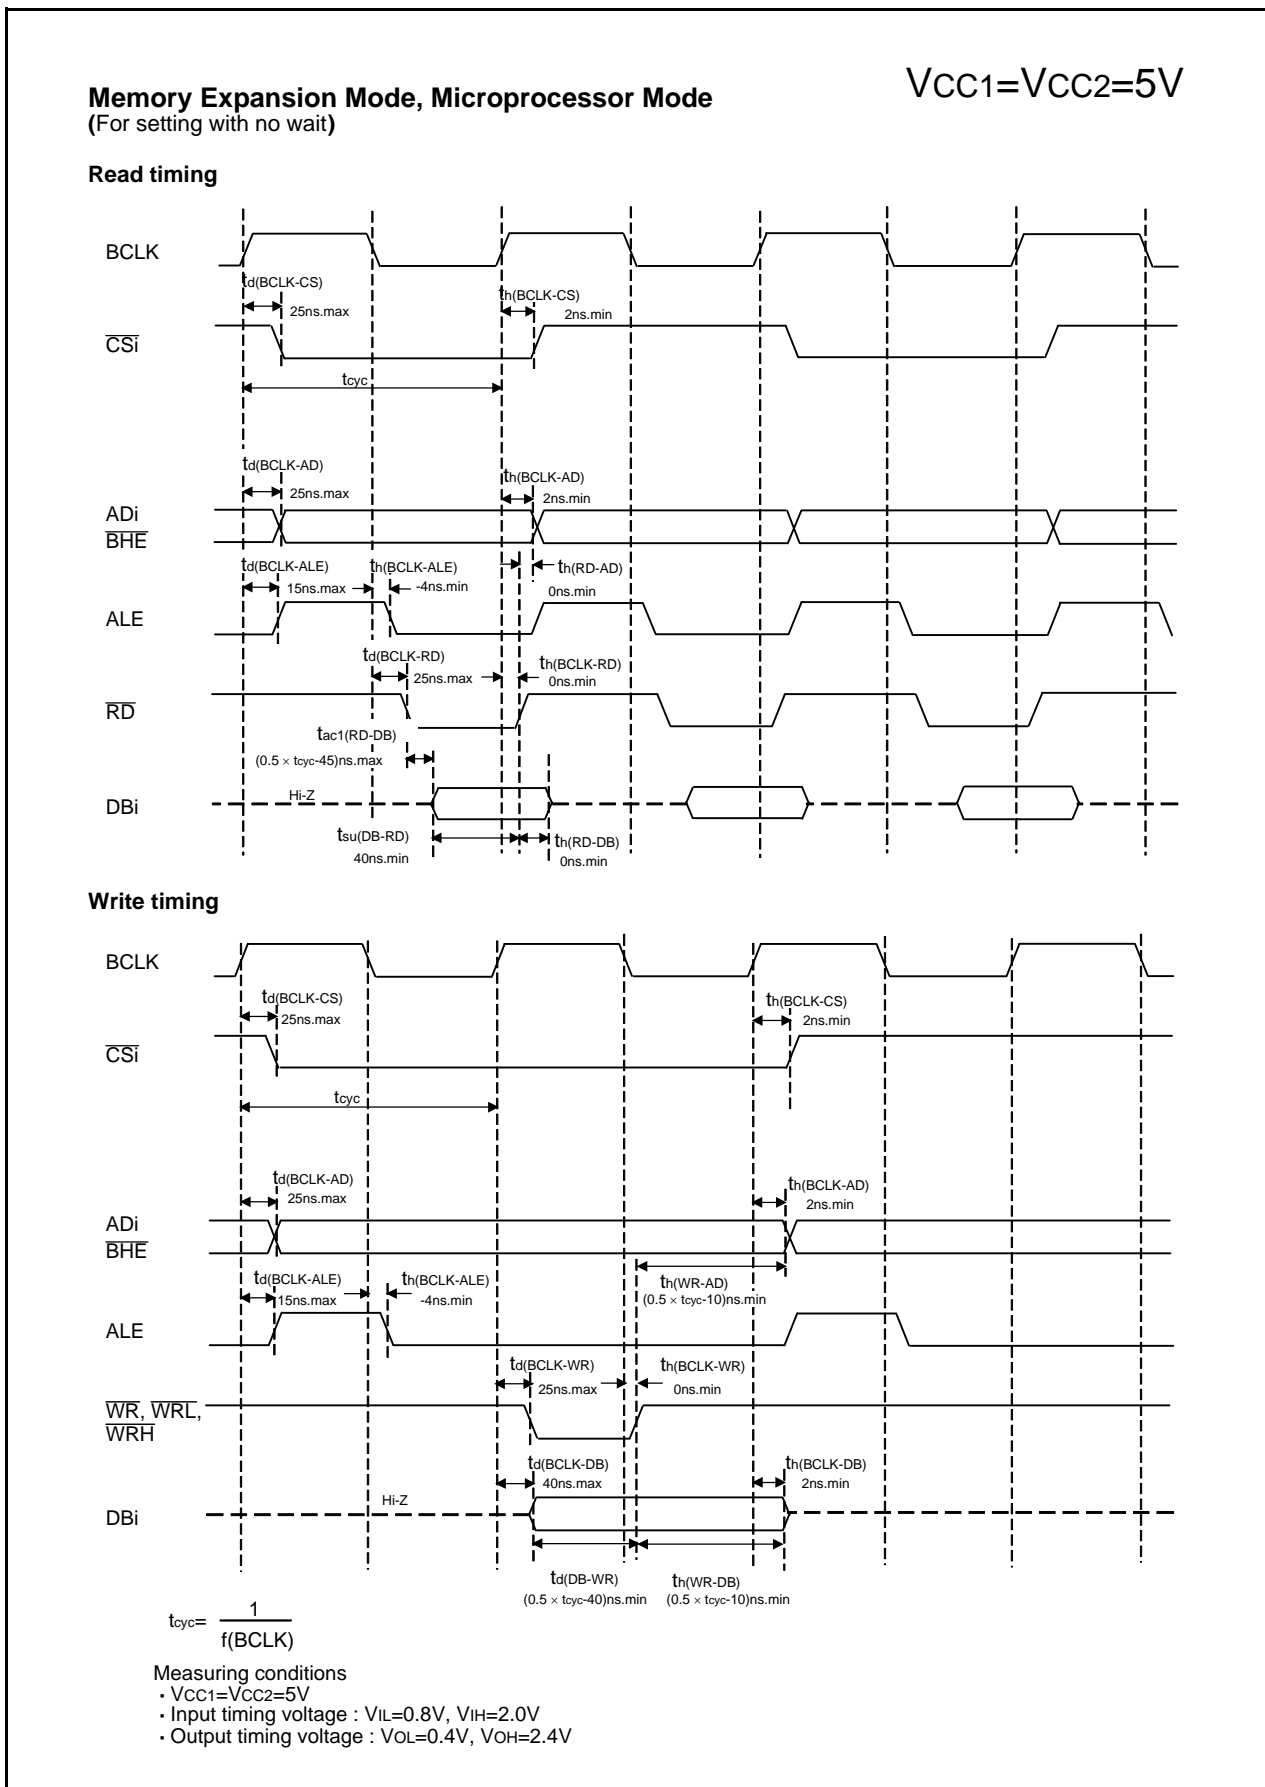 VCC1=VCC2=5V
Memory Expansion Mode, Microprocessor Mode
(For setting with no wait)
Read timing
BCLK
td(BCLK-CS)
25ns.max
th(BCLK-CS)
2ns.min
CSi
tcyc
td(BCLK-AD)
25ns.max
th(BCLK-AD)
2ns.min
ADi
BHE
td(BCLK-ALE)
15ns.max
th(BCLK-ALE)
-4ns.min
th(RD-AD)
0ns.min
ALE
td(BCLK-RD)
25ns.max
th(BCLK-RD)
0ns.min
RD
tac1(RD-DB)
(0.5 × tcyc-45)ns.max
Hi-Z
DBi
tsu(DB-RD)
40ns.min
th(RD-DB)
0ns.min
Write timing
BCLK
td(BCLK-CS)
25ns.max
th(BCLK-CS)
2ns.min
CSi
tcyc
td(BCLK-AD)
25ns.max
th(BCLK-AD)
2ns.min
ADi
BHE
td(BCLK-ALE)
15ns.max
th(BCLK-ALE)
-4ns.min
th(WR-AD)
(0.5 × tcyc-10)ns.min
ALE
td(BCLK-WR)
25ns.max
th(BCLK-WR)
0ns.min
WR, WRL,
WRH
td(BCLK-DB)
40ns.max
th(BCLK-DB)
2ns.min
Hi-Z
DBi
td(DB-WR)
(0.5 × tcyc-40)ns.min
th(WR-DB)
(0.5 × tcyc-10)ns.min
tcyc= 1
f(BCLK)
Measuring conditions
· VCC1=VCC2=5V
· Input timing voltage : VIL=0.8V, VIH=2.0V
· Output timing voltage : VOL=0.4V, VOH=2.4V